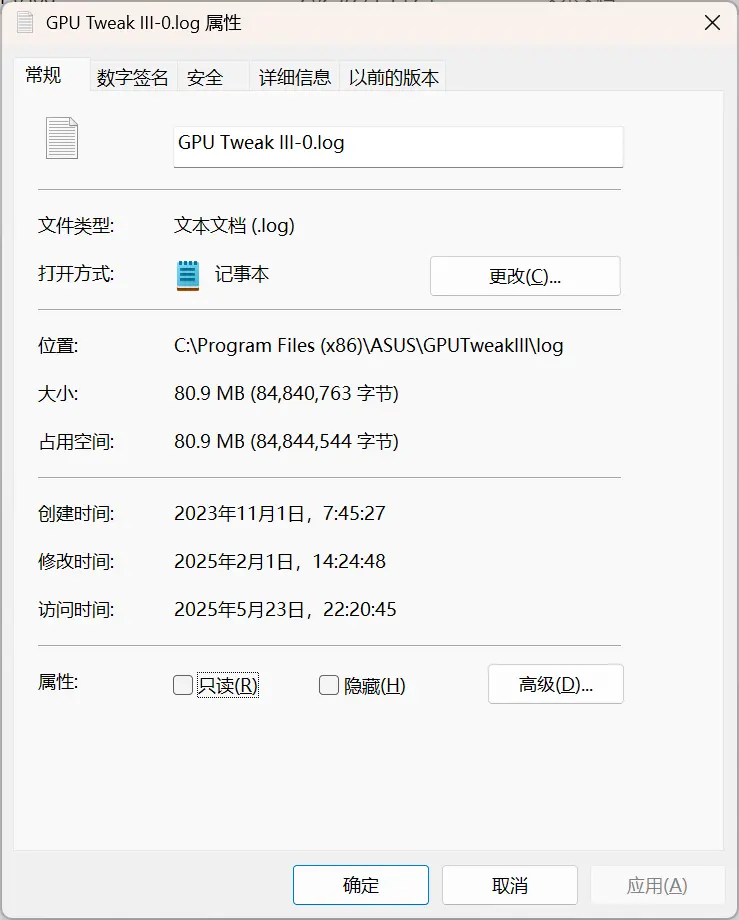 GPU Tweak III-0.log 属性
常规 数字签名 安全 详细信息 以前的版本
GPU Tweak III-0.log
文件类型: 文本文档 (.log)
打开方式: 记事本 更改(C)...
位置: C:\Program Files (x86)\ASUS\GPUTweakIII\log
大小: 80.9 MB (84,840,763 字节)
占用空间: 80.9 MB (84,844,544 字节)
创建时间: 2023年11月1日，7:45:27
修改时间: 2025年2月1日，14:24:48
访问时间: 2025年5月23日，22:20:45
属性: 只读(R) 隐藏(H) 高级(D)...
确定 取消 应用(A)